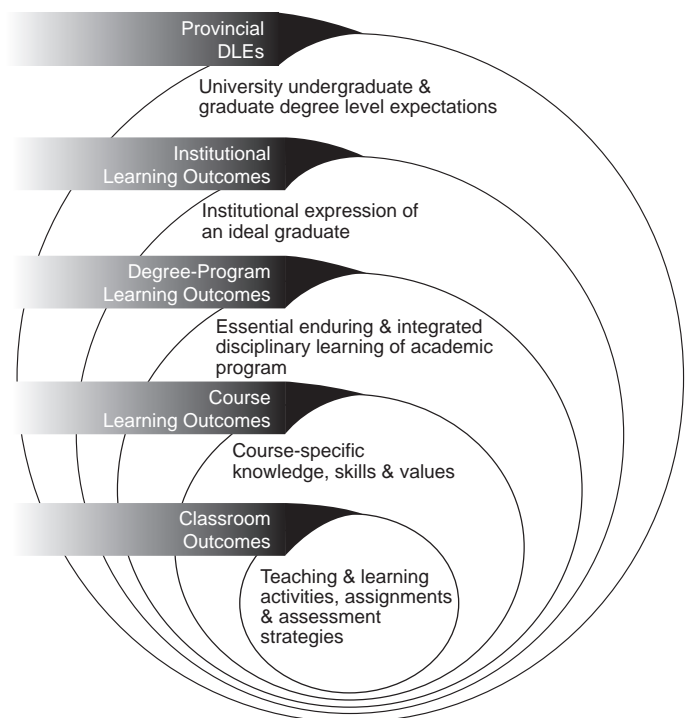 Provincial
DLEs
University undergraduate &
graduate degree level expectations
Institutional
Learning Outcomes
Institutional expression of
an ideal graduate
Degree-Program
Learning Outcomes
Essential enduring & integrated
disciplinary learning of academic
program
Course
Learning Outcomes
Course-specific
knowledge, skills & values
Classroom
Outcomes
Teaching & learning
activities, assignments
& assessment
strategies